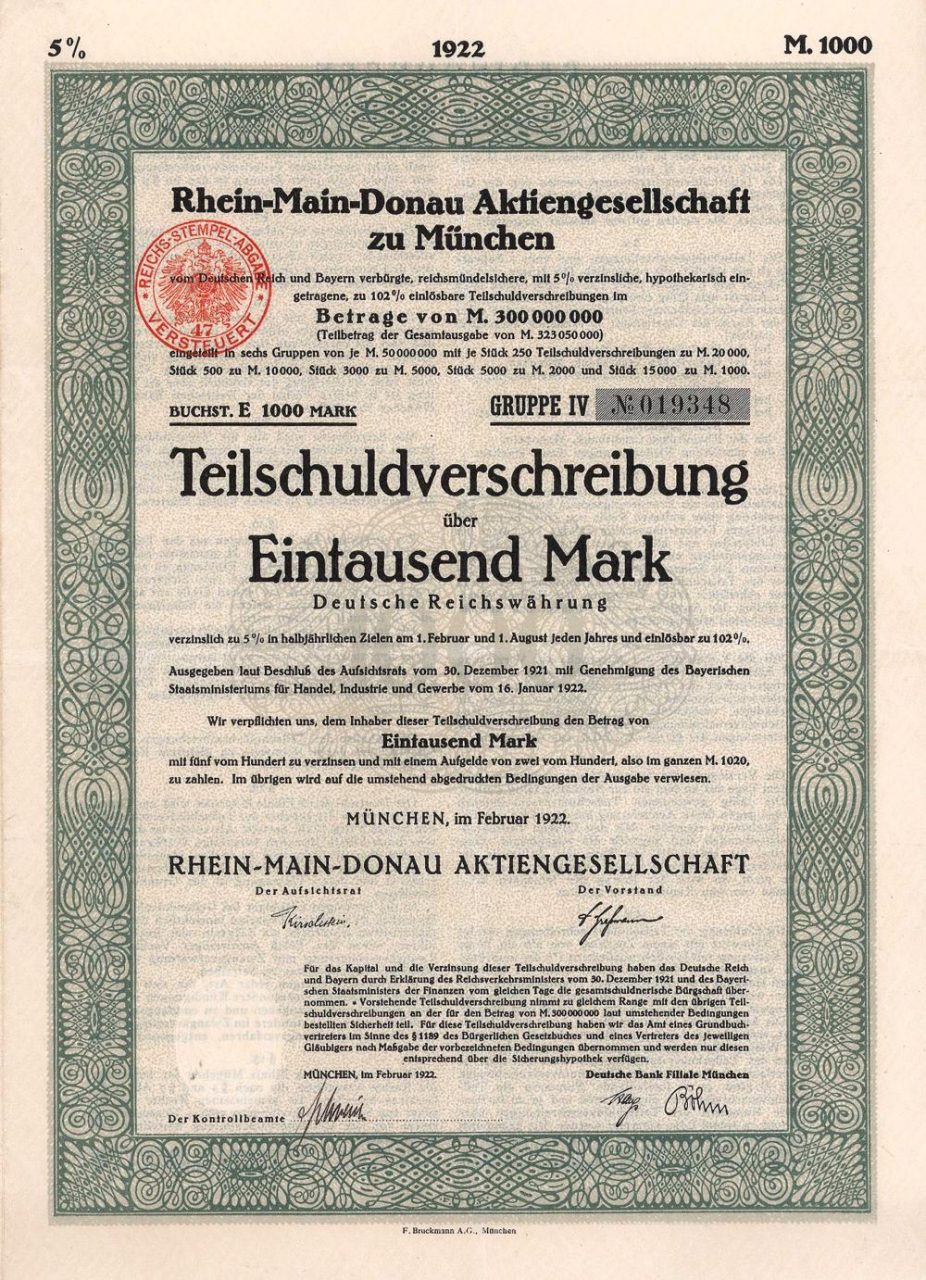 5% 1922 M. 1000
Rhein-Main-Donau Aktiengesellschaft
zu München
REICHS-STEMPEL-ABGABE
47
VERSTEUERT
vom Deutschen Reich und Bayern verbürgte, reichsmündelsichere, mit 5% verzinsliche, hypothekarisch ein-
getragene, zu 102% einlösbare Teilschuldverschreibungen im
Betrage von M. 300 000 000
(Teilbetrag der Gesamtausgabe von M. 323 050 000)
eingeteilt in sechs Gruppen von je M. 50 000 000 mit je Stück 250 Teilschuldverschreibungen zu M. 20 000,
Stück 500 zu M. 10 000, Stück 3000 zu M. 5000, Stück 5000 zu M. 2000 und Stück 15 000 zu M. 1000.
BUCHST. E 1000 MARK GRUPPE IV № 019348
Teilschuldverschreibung
über
Eintausend Mark
Deutsche Reichswährung
verzinslich zu 5% in halbjährlichen Zielen am 1. Februar und 1. August jeden Jahres und einlösbar zu 102%.
Ausgegeben laut Beschluß des Aufsichtsrats vom 30. Dezember 1921 mit Genehmigung des Bayerischen
Staatsministeriums für Handel, Industrie und Gewerbe vom 16. Januar 1922.
Wir verpflichten uns, dem Inhaber dieser Teilschuldverschreibung den Betrag von
Eintausend Mark
mit fünf vom Hundert zu verzinsen und mit einem Aufgelde von zwei vom Hundert, also im ganzen M. 1020,
zu zahlen. Im übrigen wird auf die umstehend abgedruckten Bedingungen der Ausgabe verwiesen.
MÜNCHEN, im Februar 1922.
RHEIN-MAIN-DONAU AKTIENGESELLSCHAFT
Der Aufsichtsrat Der Vorstand
Für das Kapital und die Verzinsung dieser Teilschuldverschreibung haben das Deutsche Reich
und Bayern durch Erklärung des Reichsverkehrsministers vom 30. Dezember 1921 und des Bayeri-
schen Staatsministers der Finanzen vom gleichen Tage die gesamtschuldnerische Bürgschaft über-
nommen. • Vorstehende Teilschuldverschreibung nimmt zu gleichem Range mit den übrigen Teil-
schuldverschreibungen an der für den Betrag von M. 300 000 000 laut umstehender Bedingungen
bestellten Sicherheit teil. Für diese Teilschuldverschreibung haben wir das Amt eines Grundbuch-
vertreters im Sinne des § 1189 des Bürgerlichen Gesetzbuches und eines Vertreters des jeweiligen
Gläubigers nach Maßgabe der vorbezeichneten Bedingungen übernommen und werden nur diesen
entsprechend über die Sicherungshypothek verfügen.
MÜNCHEN, im Februar 1922. Deutsche Bank Filiale München
Der Kontrollbeamte Böhm
F. Bruckmann A.G., München